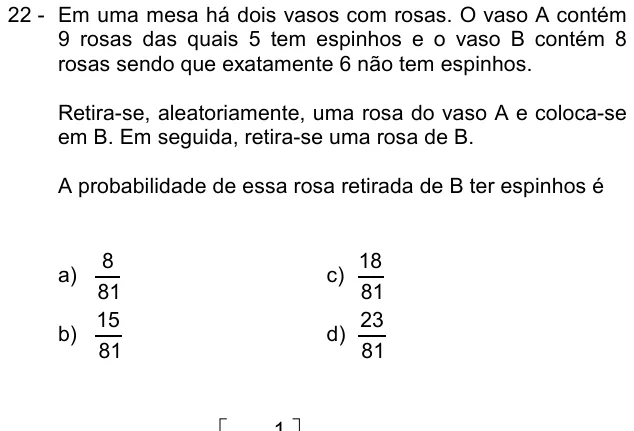 22 - Em uma mesa há dois vasos com rosas. O vaso A contém
9 rosas das quais 5 tem espinhos e o vaso B contém 8
rosas sendo que exatamente 6 não tem espinhos.
Retira-se, aleatoriamente, uma rosa do vaso A e coloca-se
em B. Em seguida, retira-se uma rosa de B.
A probabilidade de essa rosa retirada de B ter espinhos é
a) 8/81
b) 15/81
c) 18/81
d) 23/81